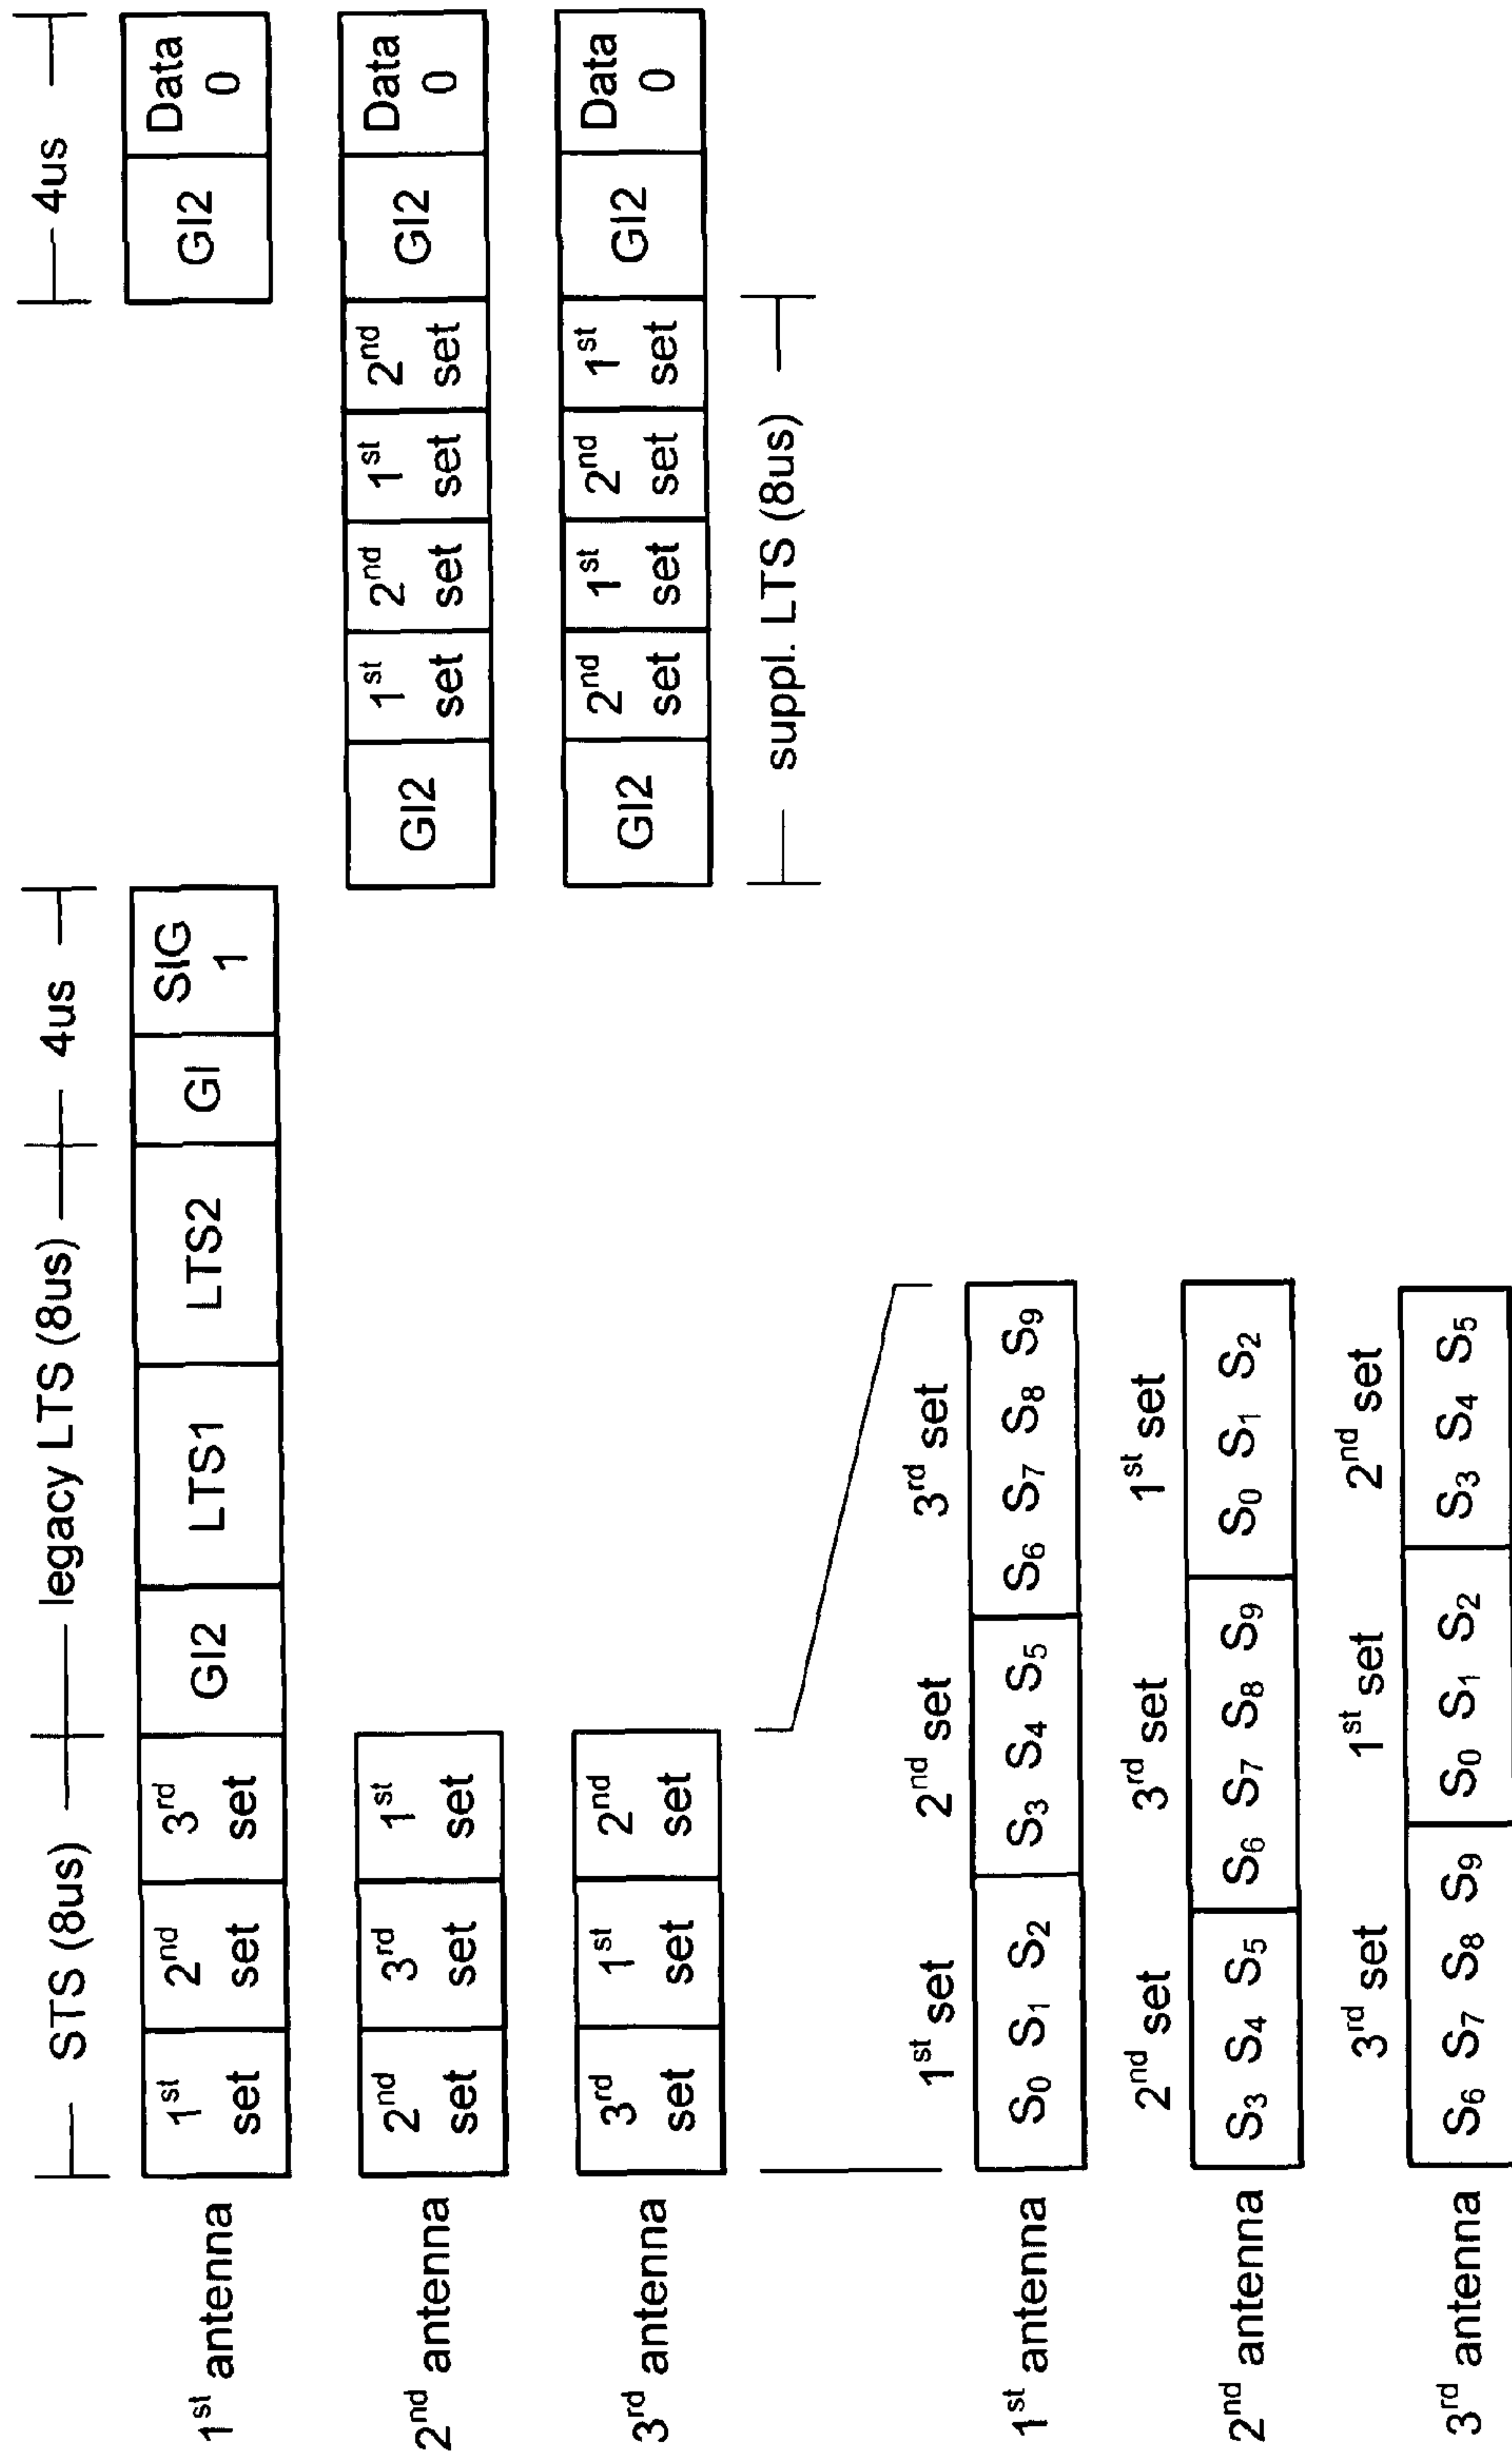 STS (8us) legacy LTS (8us) 4us 4us
1st antenna 1st set 2nd set 3rd set GI2 LTS1 LTS2 GI SIG 1 GI2 Data 0
2nd antenna 2nd set 3rd set 1st set GI2 1st set 2nd set 1st set 2nd set GI2 Data 0
3rd antenna 3rd set 1st set 2nd set GI2 2nd set 1st set 2nd set 1st set GI2 Data 0
suppl. LTS (8us)
1st set 2nd set 3rd set
1st antenna S0 S1 S2 S3 S4 S5 S6 S7 S8 S9
2nd set 3rd set 1st set
2nd antenna S3 S4 S5 S6 S7 S8 S9 S0 S1 S2
3rd set 1st set 2nd set
3rd antenna S6 S7 S8 S9 S0 S1 S2 S3 S4 S5